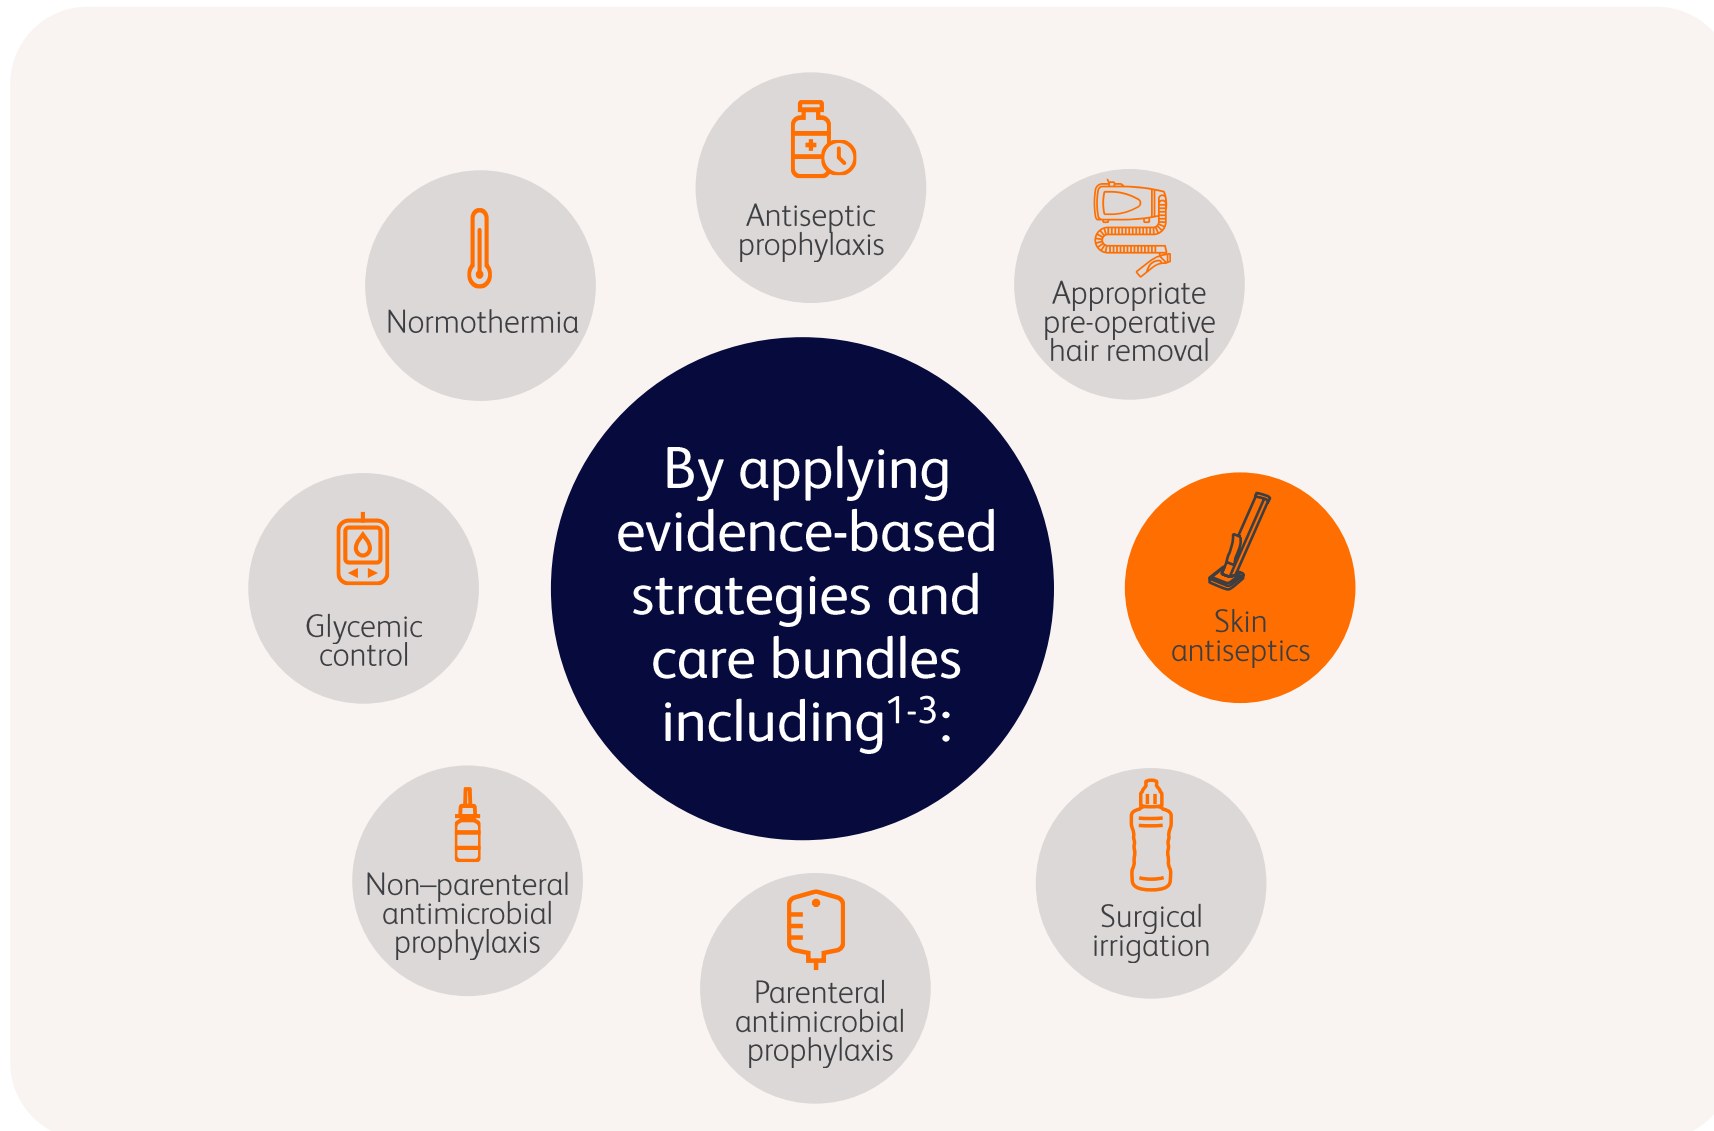 Antiseptic
prophylaxis
Appropriate
pre-operative
hair removal
Normothermia
By applying
evidence-based
strategies and
care bundles
including1-3:
Skin
antiseptics
Glycemic
control
Surgical
irrigation
Non–parenteral
antimicrobial
prophylaxis
Parenteral
antimicrobial
prophylaxis